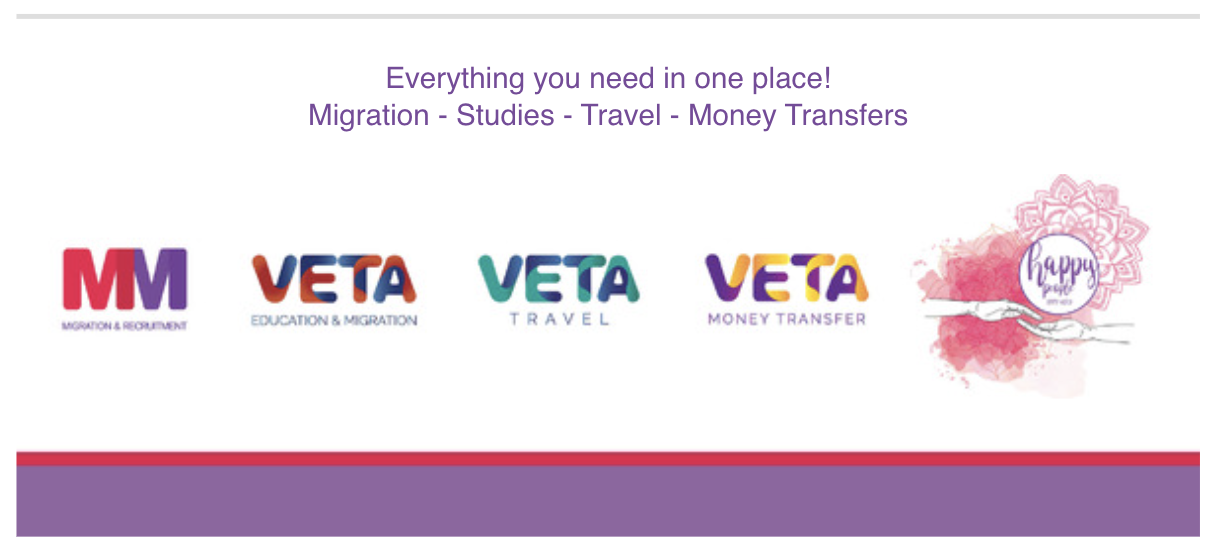 Everything you need in one place!
Migration - Studies - Travel - Money Transfers
MM
MIGRATION & RECRUITMENT
VETA
EDUCATION & MIGRATION
VETA
TRAVEL
VETA
MONEY TRANSFER
happy